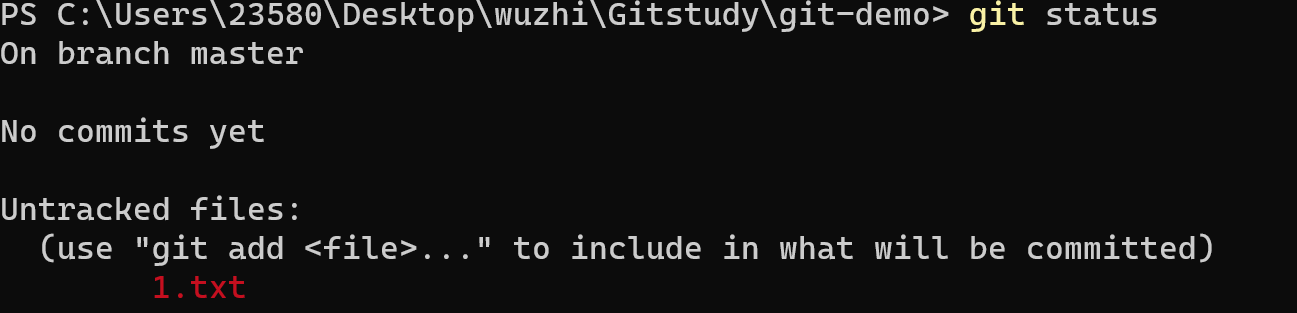 PS C:\Users\23580\Desktop\wuzhi\Gitstudy\git-demo> git status
On branch master
No commits yet
Untracked files:
(use "git add <file>..." to include in what will be committed)
1.txt